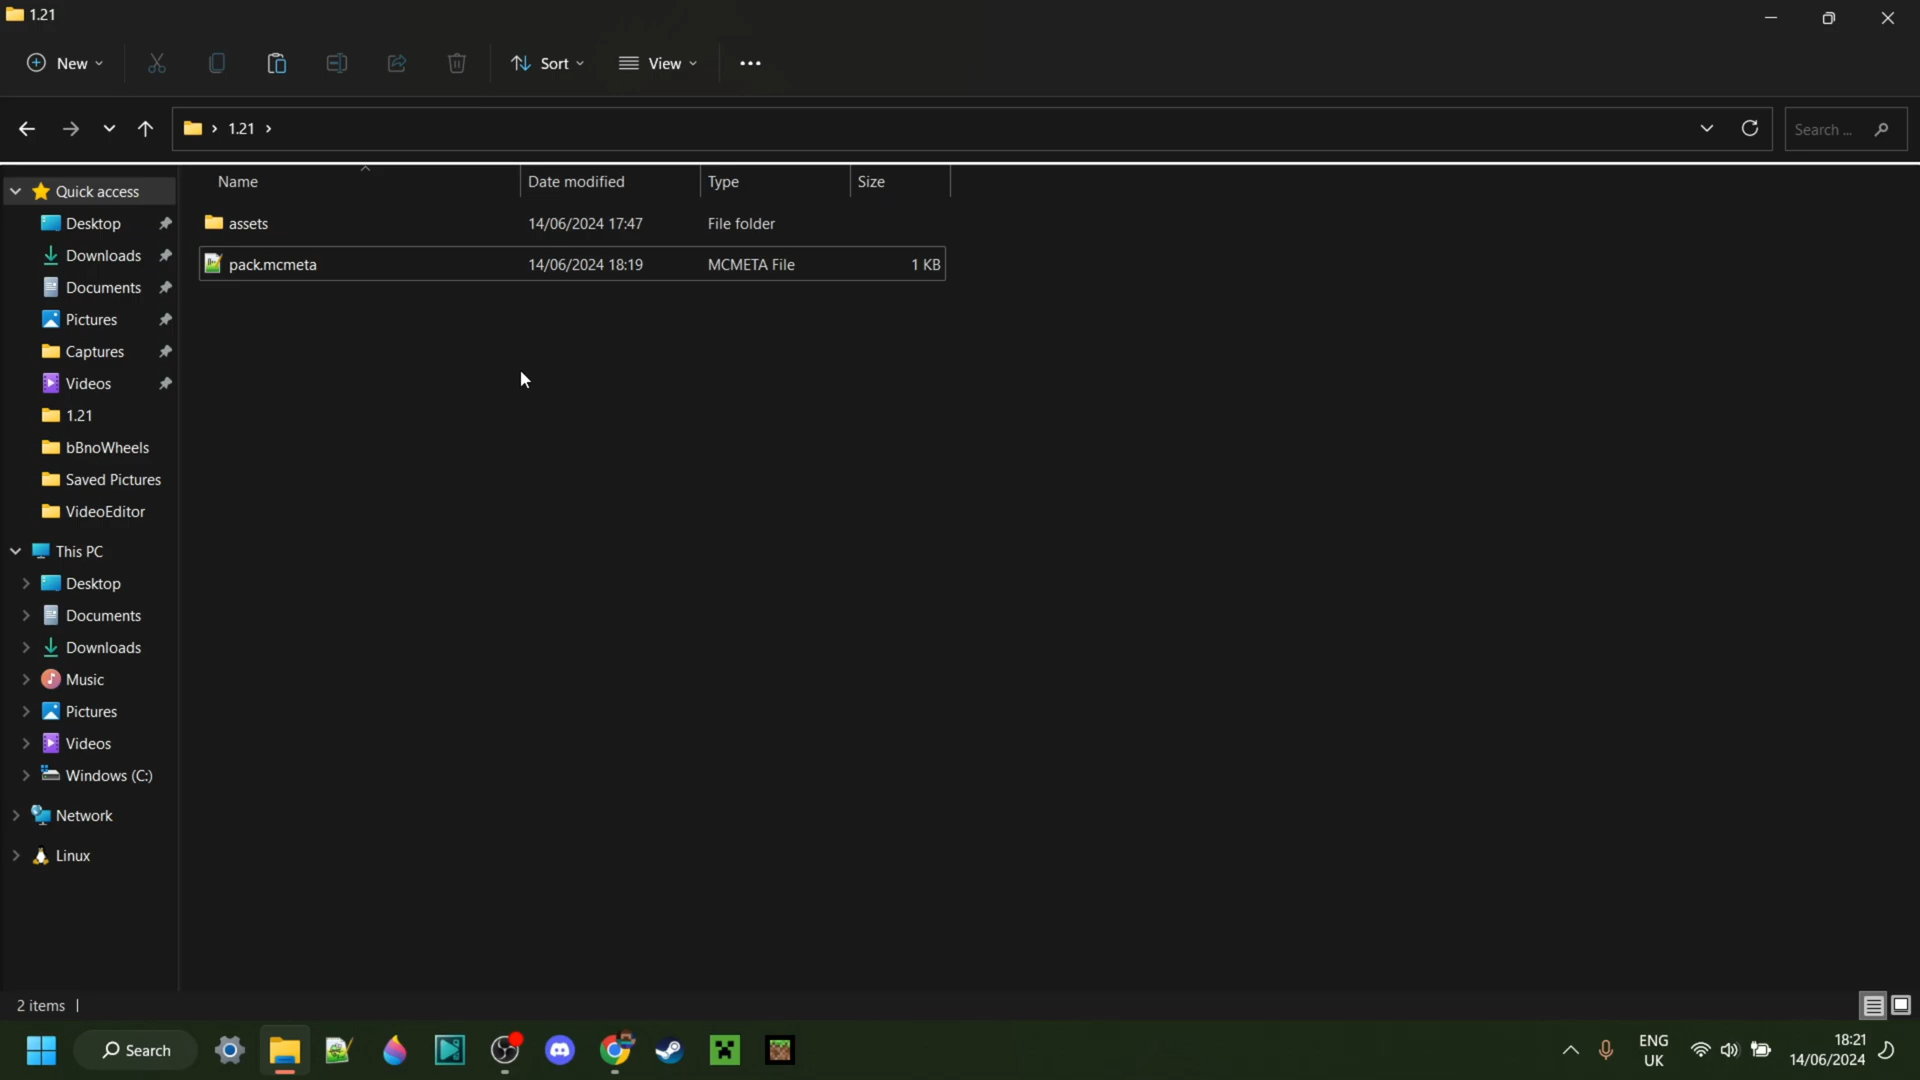 1.21
New
Sort
View
1.21
Search ...
Name Date modified Type Size
assets 14/06/2024 17:47 File folder
pack.mcmeta 14/06/2024 18:19 MCMETA File 1 KB
Quick access
Desktop
Downloads
Documents
Pictures
Captures
Videos
1.21
bBnoWheels
Saved Pictures
VideoEditor
This PC
Desktop
Documents
Downloads
Music
Pictures
Videos
Windows (C:)
Network
Linux
2 items
Search
ENG
UK
18:21
14/06/2024